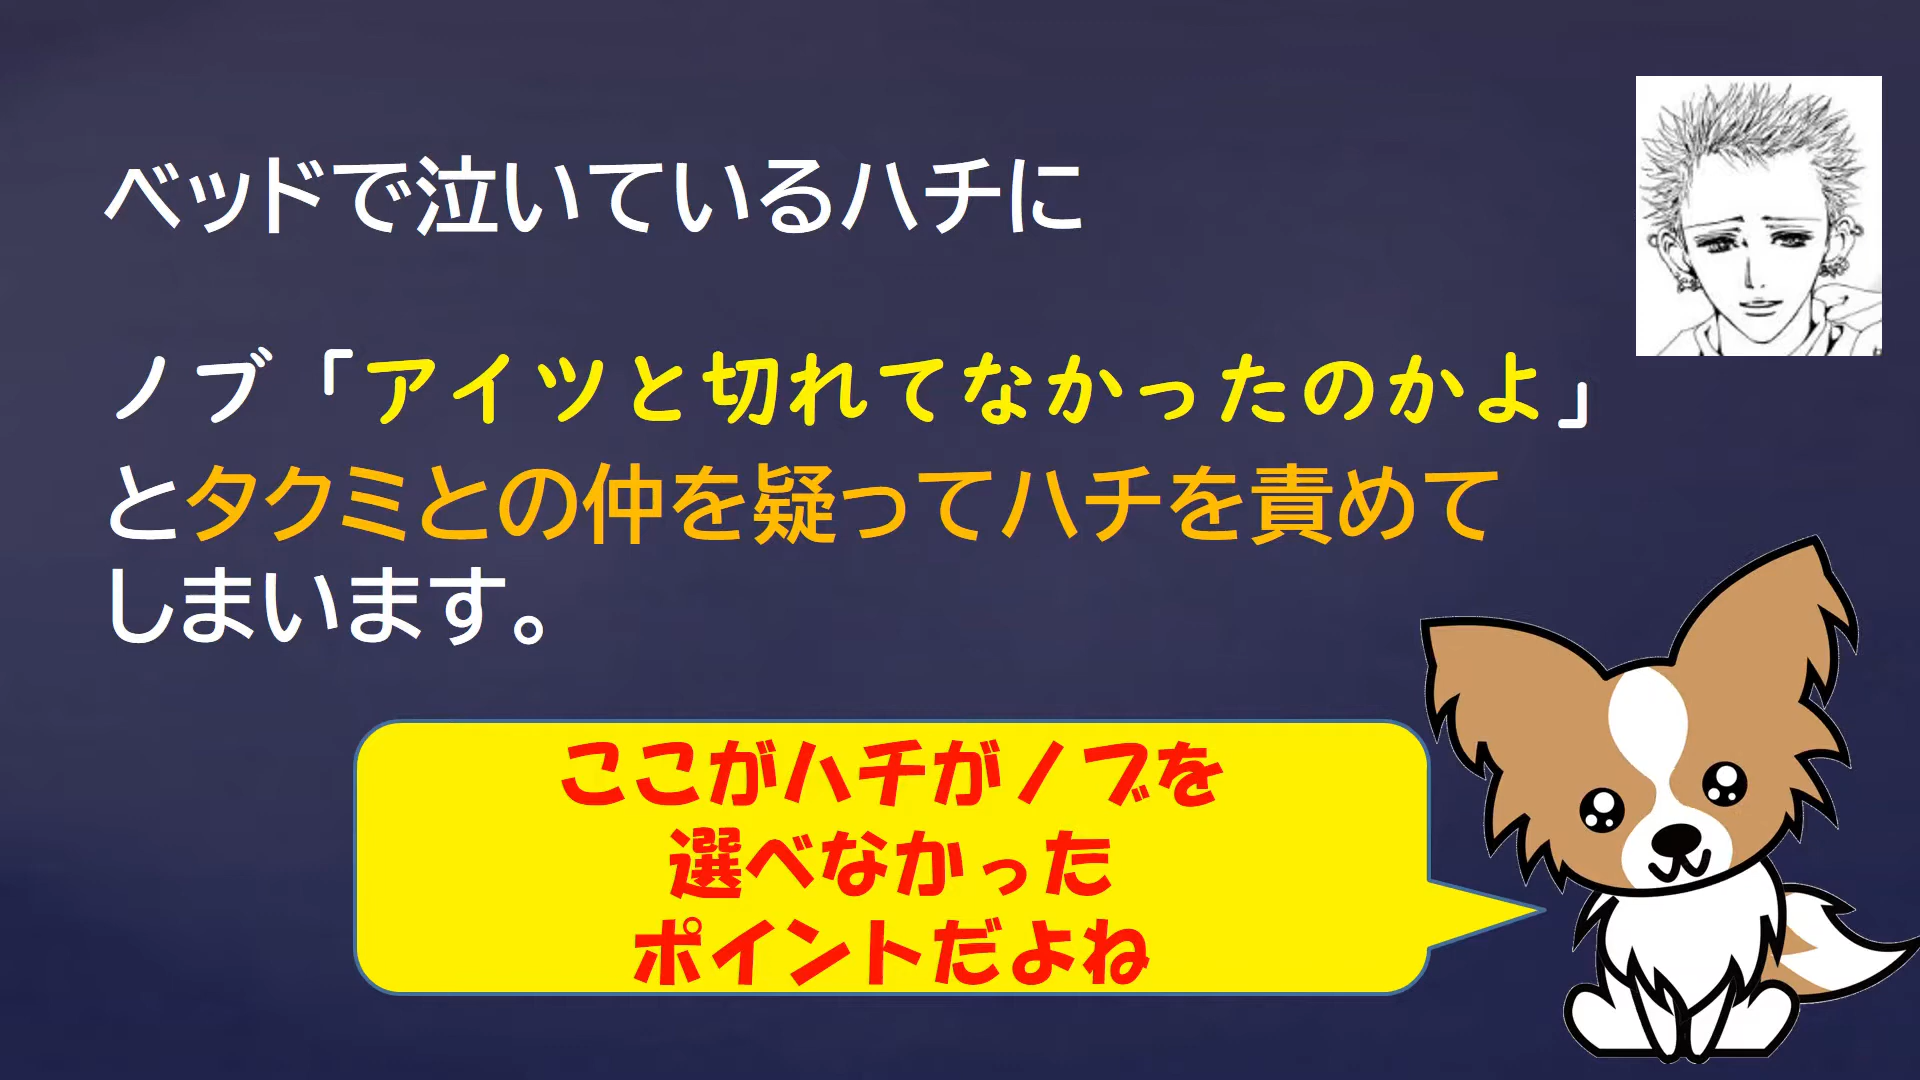 ベッドで泣いているハチに
ノブ「アイツと切れてなかったのかよ」
とタクミとの仲を疑ってハチを責めて
しまいます。
ここがハチがノブを
選べなかった
ポイントだよね